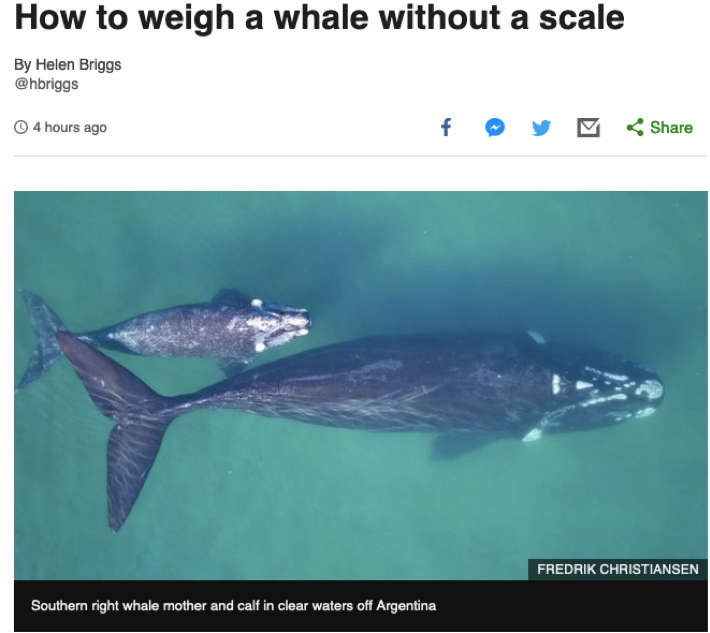 How to weigh a whale without a scale
By Helen Briggs
@hbriggs
4 hours ago
Share
FREDRIK CHRISTIANSEN
Southern right whale mother and calf in clear waters off Argentina